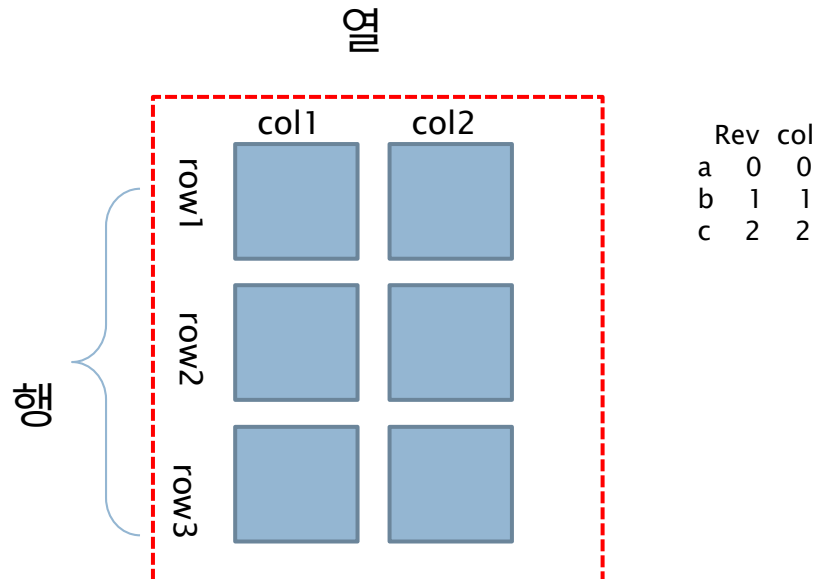 열
col1 col2
row1
row2
row3
행
Rev col
a 0 0
b 1 1
c 2 2